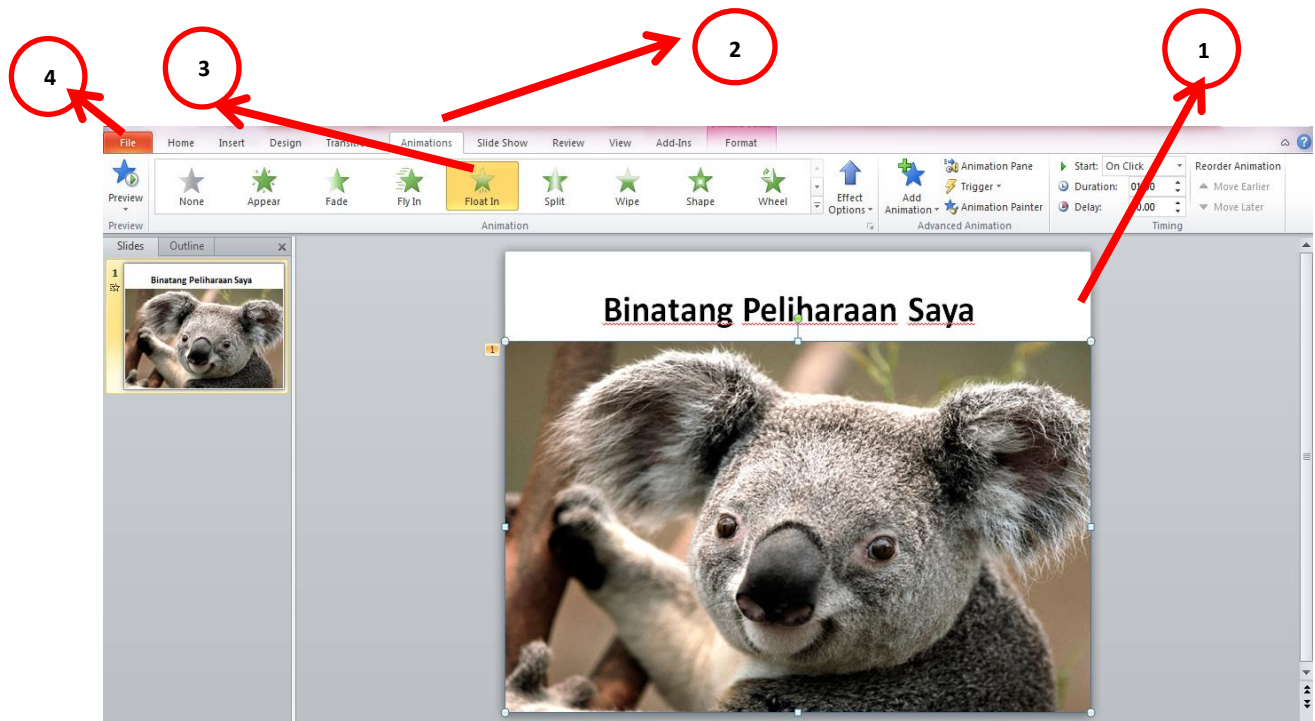 2
1
4
3
File Home Insert Design Animations Slide Show Review View Add-Ins Format
Preview None Appear Fade Fly In Float In Split Wipe Shape Wheel Effect Options Add Animation
Animation Pane
Trigger
Animation Painter
Start: On Click
Duration:
Delay:
Reorder Animation
Move Earlier
Move Later
Preview Animation Advanced Animation Timing
Slides Outline
1
Binatang Peliharaan Saya
Binatang Peliharaan Saya
1